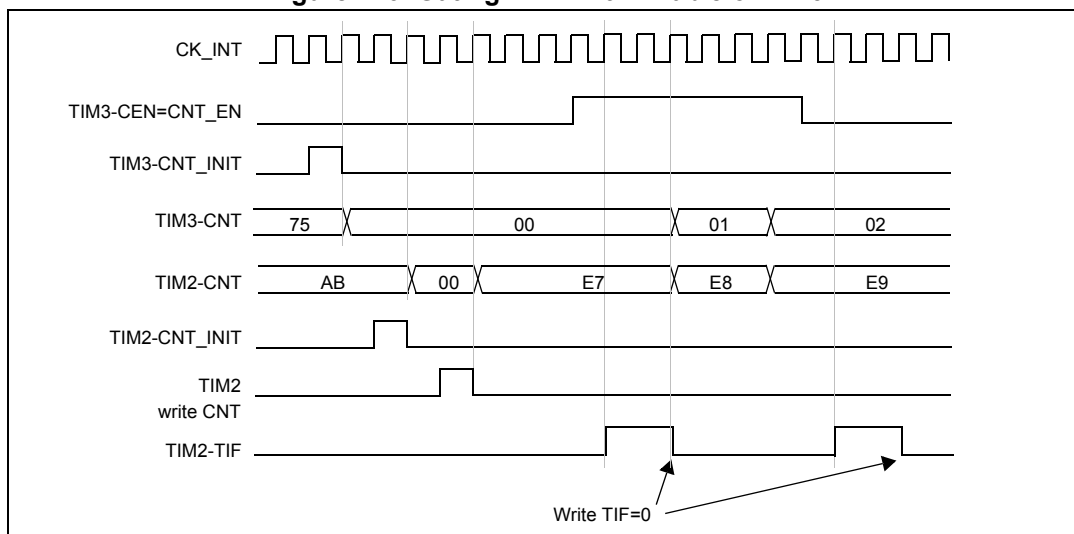 CK_INT
TIM3-CEN=CNT_EN
TIM3-CNT_INIT
TIM3-CNT 75 00 01 02
TIM2-CNT AB 00 E7 E8 E9
TIM2-CNT_INIT
TIM2
write CNT
TIM2-TIF
Write TIF=0